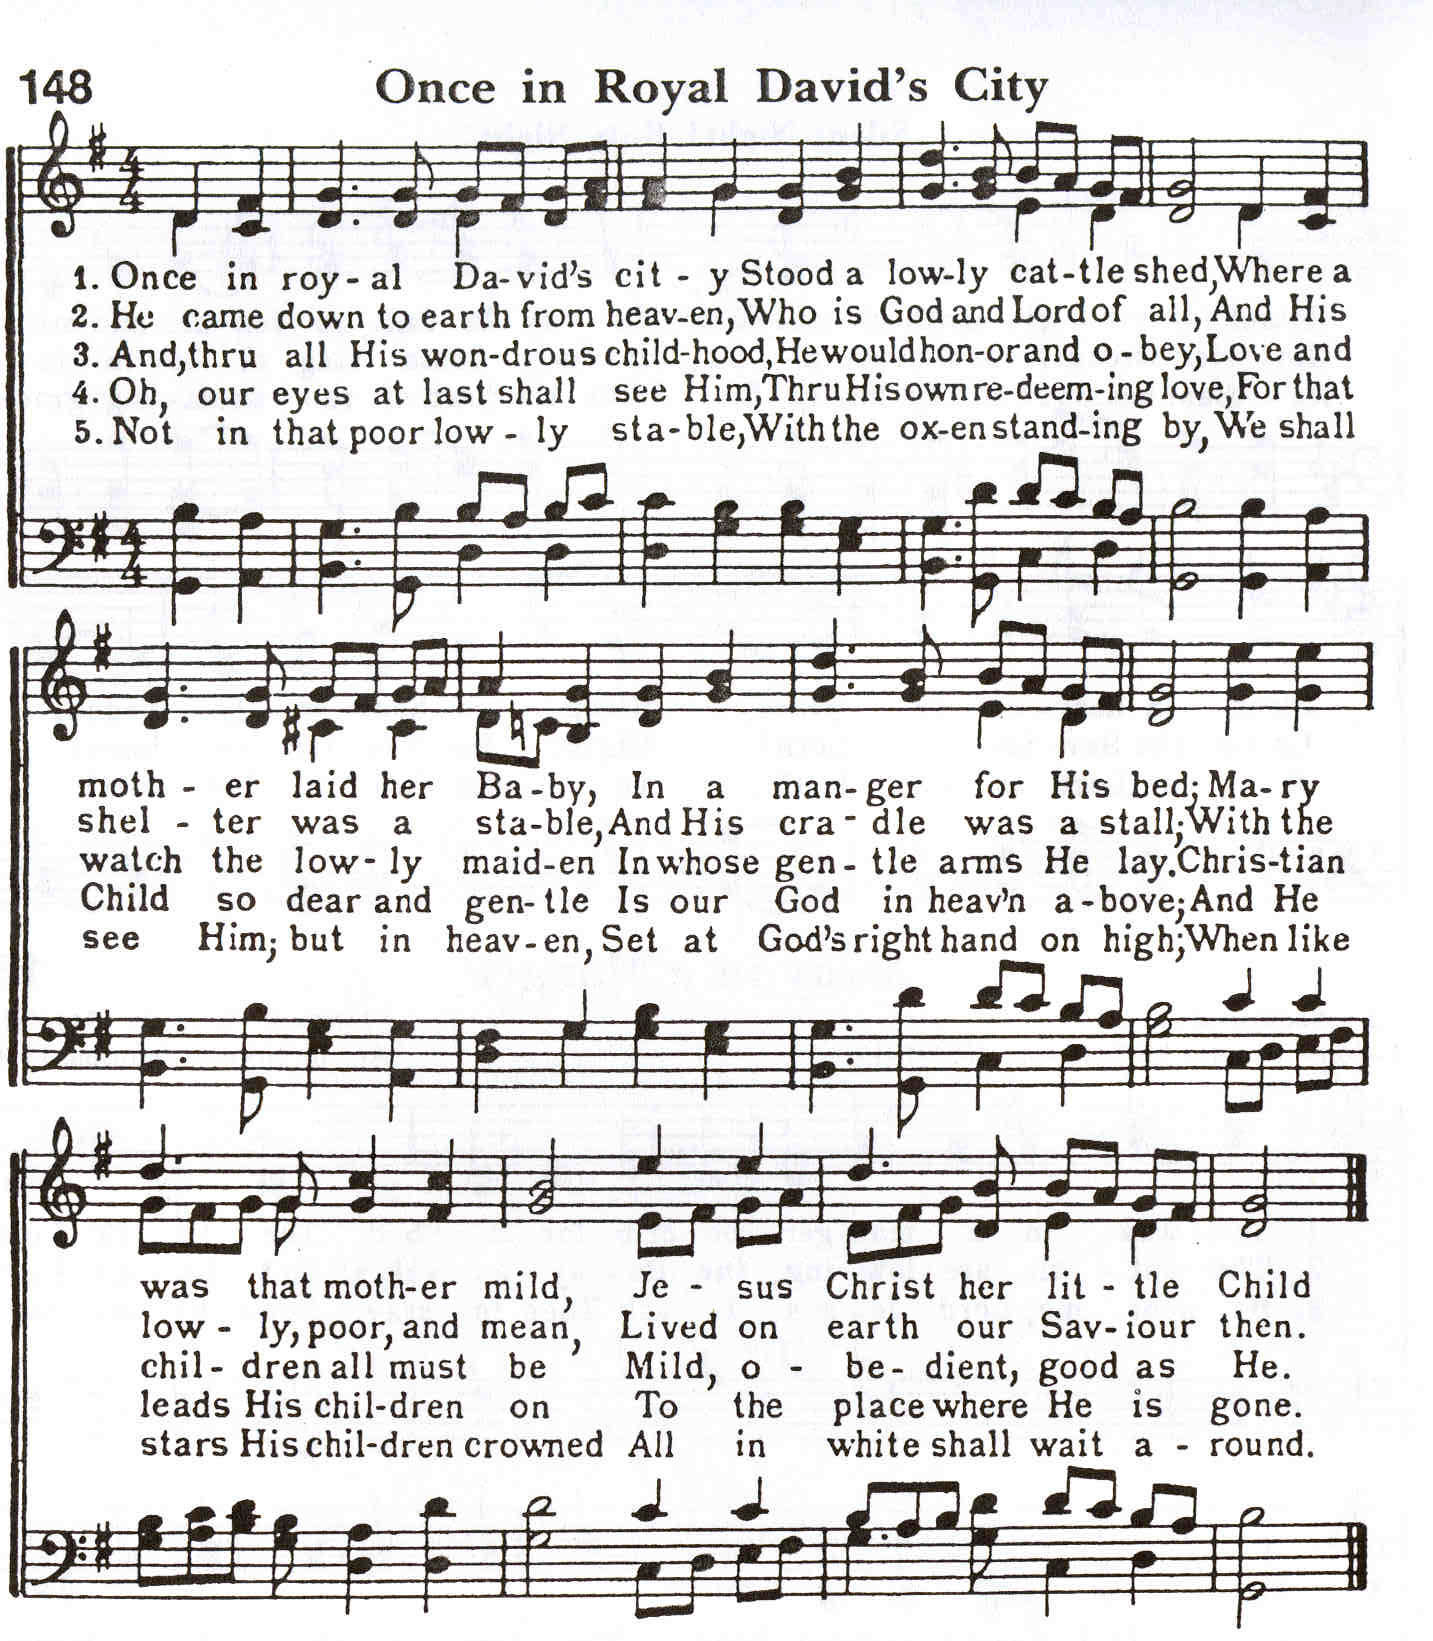 148 Once in Royal David's City
1. Once in roy-al Da-vid's cit-y Stood a low-ly cat-tle shed, Where a
2. He came down to earth from heav-en, Who is God and Lord of all, And His
3. And, thru all His won-drous child-hood, He would hon-or and o-bey, Love and
4. Oh, our eyes at last shall see Him, Thru His own re-deem-ing love, For that
5. Not in that poor low-ly sta-ble, With the ox-en stand-ing by, We shall
moth-er laid her Ba-by, In a man-ger for His bed; Ma-ry
shel-ter was a sta-ble, And His cra-dle was a stall; With the
watch the low-ly maid-en In whose gen-tle arms He lay. Chris-tian
Child so dear and gen-tle Is our God in heav'n a-bove; And He
see Him; but in heav-en, Set at God's right hand on high; When like
was that moth-er mild, Je-sus Christ her lit-tle Child
low-ly, poor, and mean, Lived on earth our Sav-iour then.
chil-dren all must be Mild, o-be-dient, good as He.
leads His chil-dren on To the place where He is gone.
stars His chil-dren crowned All in white shall wait a-round.